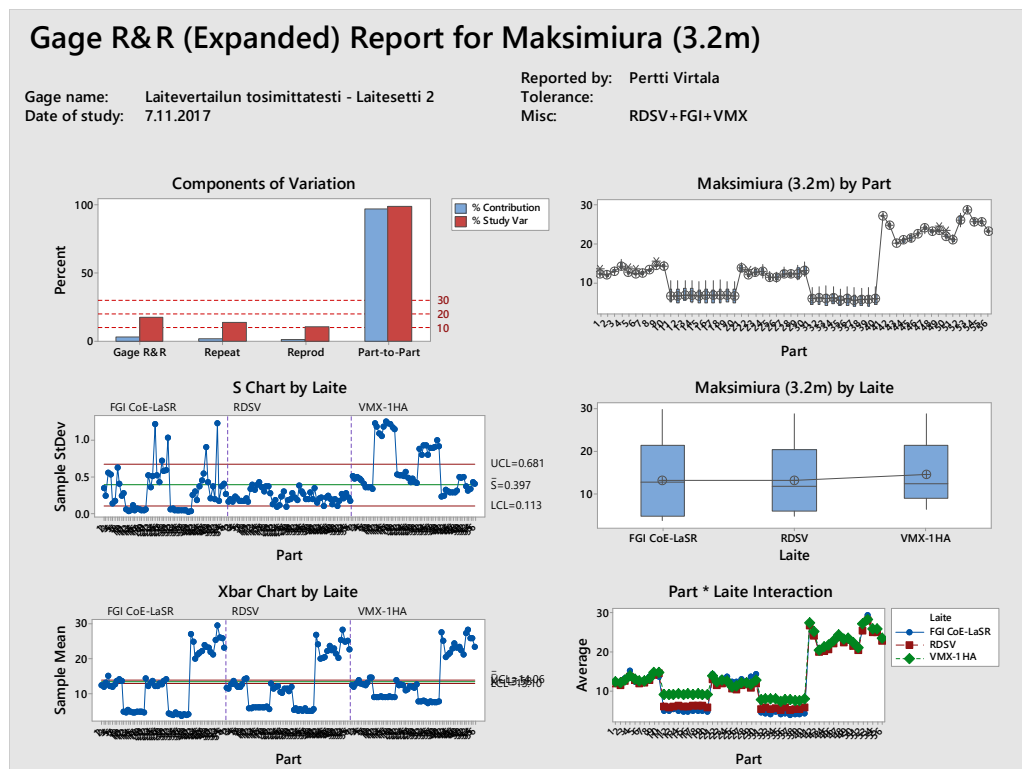 Gage R&R (Expanded) Report for Maksimiura (3.2m)
Reported by: Pertti Virtala
Gage name: Laitevertailun tosimittatesti - Laitesetti 2
Tolerance:
Date of study: 7.11.2017
Misc: RDSV+FGI+VMX
Components of Variation
% Contribution
% Study Var
Percent
100
50
0
30
20
10
Gage R&R Repeat Reprod Part-to-Part
Maksimiura (3.2m) by Part
30
20
10
Part
S Chart by Laite
FGI CoE-LaSR RDSV VMX-1HA
Sample StDev
1.0
0.5
0.0
UCL=0.681
S=0.397
LCL=0.113
Part
Maksimiura (3.2m) by Laite
30
20
10
FGI CoE-LaSR RDSV VMX-1HA
Laite
Xbar Chart by Laite
FGI CoE-LaSR RDSV VMX-1HA
Sample Mean
30
20
10
Part
Part * Laite Interaction
Average
30
20
10
Laite
FGI CoE-LaSR
RDSV
VMX-1HA
Part